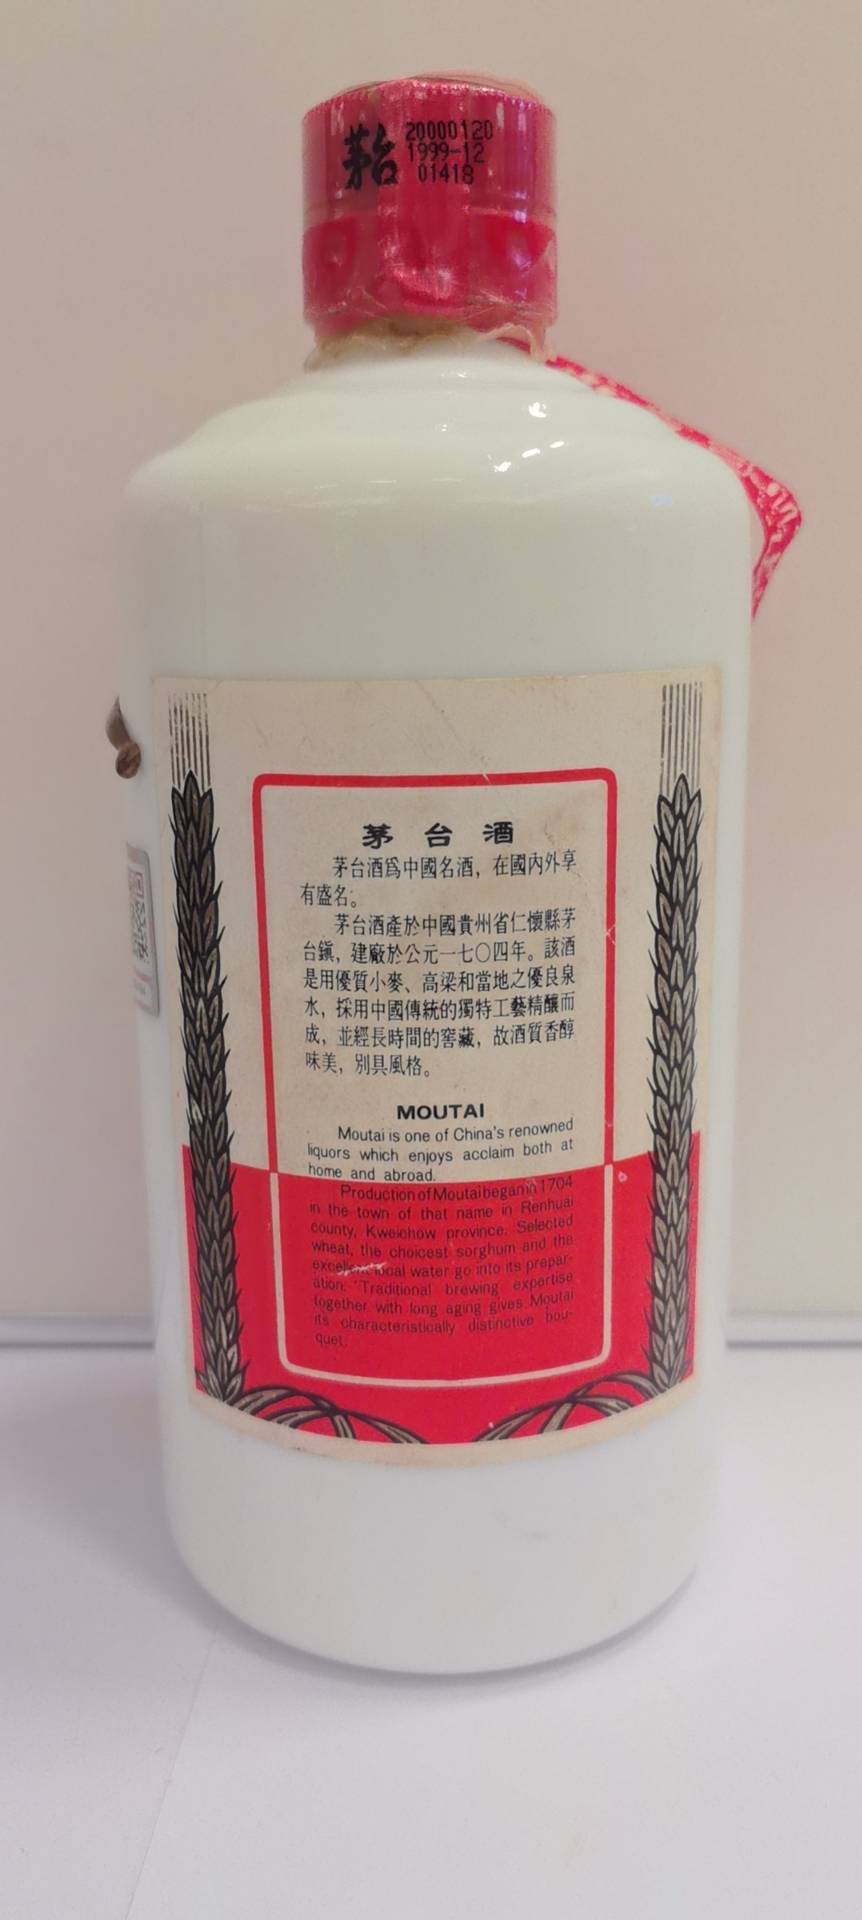 茅台
20000120
1999-12
01418
茅台酒
茅台酒爲中國名酒，在國內外享
有盛名。
茅台酒產於中國貴州省仁懷縣茅
台鎮，建廠於公元一七〇四年。該酒
是用優質小麥、高梁和當地之優良泉
水，採用中國傳統的獨特工藝精釀而
成，並經長時間的窖藏，故酒質香醇
味美，別具風格。
MOUTAI
Moutai is one of China's renowned
liquors which enjoys acclaim both at
home and abroad.
Production of Moutai began in 1704
in the town of that name in Renhuai
county, Kweichow province. Selected
wheat, the choicest sorghum and the
excellent local water go into its prepar-
ation. Traditional brewing expertise
together with long aging gives Moutai
its characteristically distinctive bou-
quet.